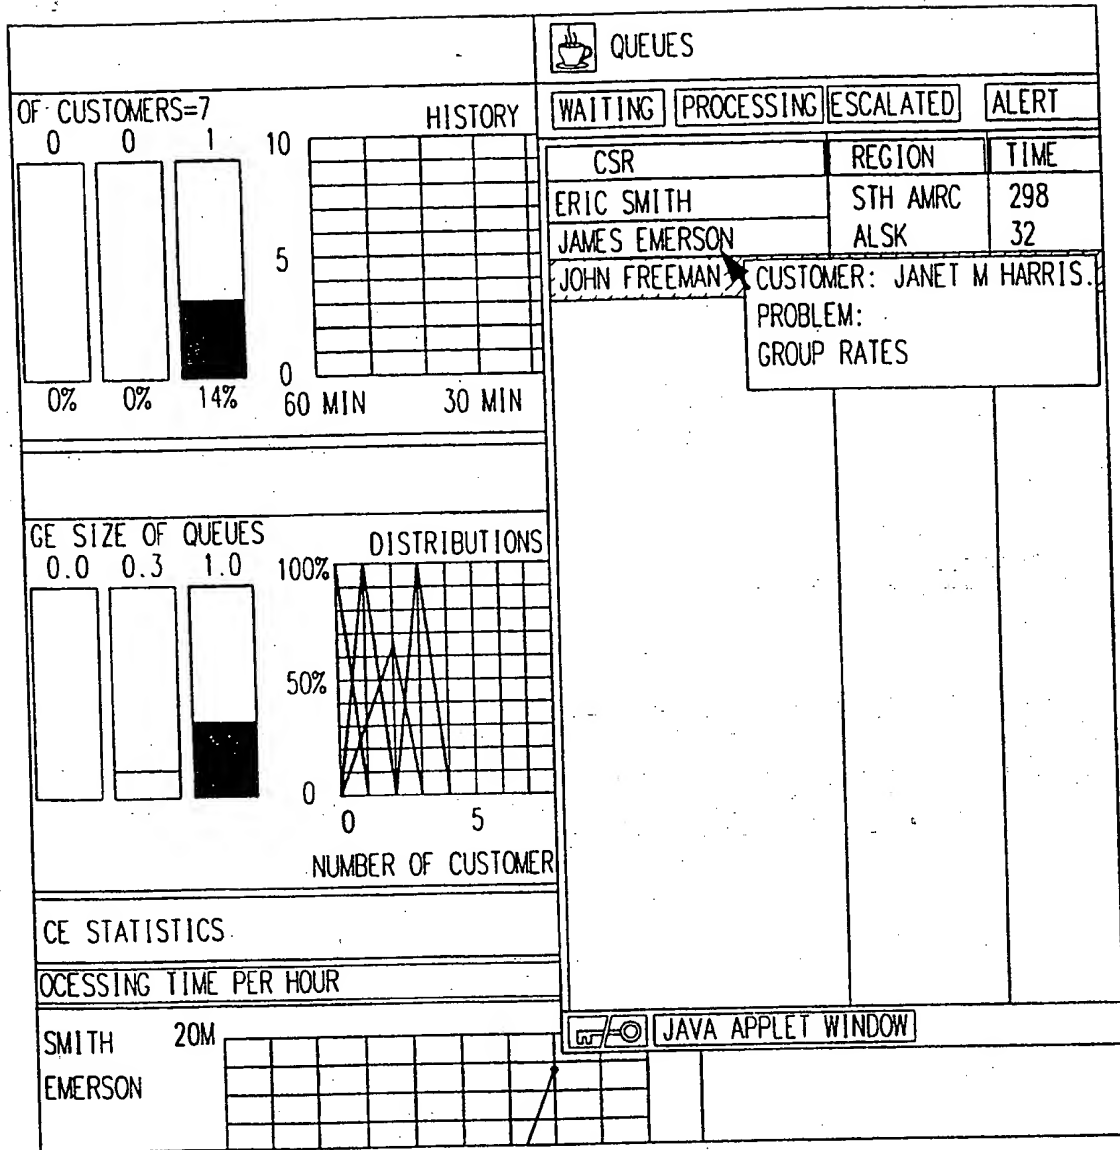 QUEUES
OF CUSTOMERS=7
HISTORY
0 0 1
10
5
0
0% 0% 14%
60 MIN 30 MIN
WAITING PROCESSING ESCALATED ALERT
CSR REGION TIME
ERIC SMITH STH AMRC 298
JAMES EMERSON ALSK 32
JOHN FREEMAN
CUSTOMER: JANET M HARRIS.
PROBLEM:
GROUP RATES
GE SIZE OF QUEUES
DISTRIBUTIONS
0.0 0.3 1.0
100%
50%
0
0 5
NUMBER OF CUSTOMER
CE STATISTICS
OCESSING TIME PER HOUR
SMITH 20M
EMERSON
JAVA APPLET WINDOW